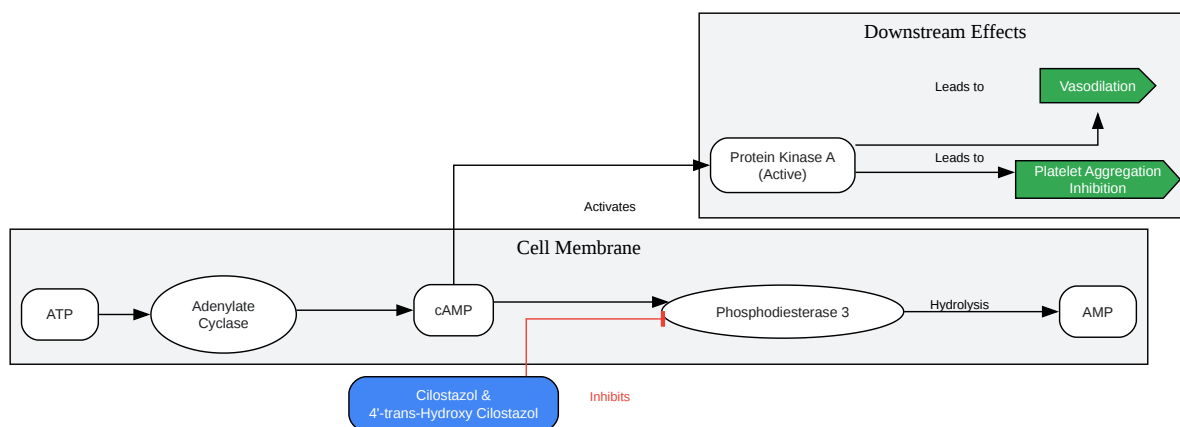 Downstream Effects
Leads to
Vasodilation
Protein Kinase A
(Active)
Leads to
Platelet Aggregation
Inhibition
Activates
Cell Membrane
ATP
Adenylate
Cyclase
cAMP
Phosphodiesterase 3
Hydrolysis
AMP
Cilostazol &
4'-trans-Hydroxy Cilostazol
Inhibits